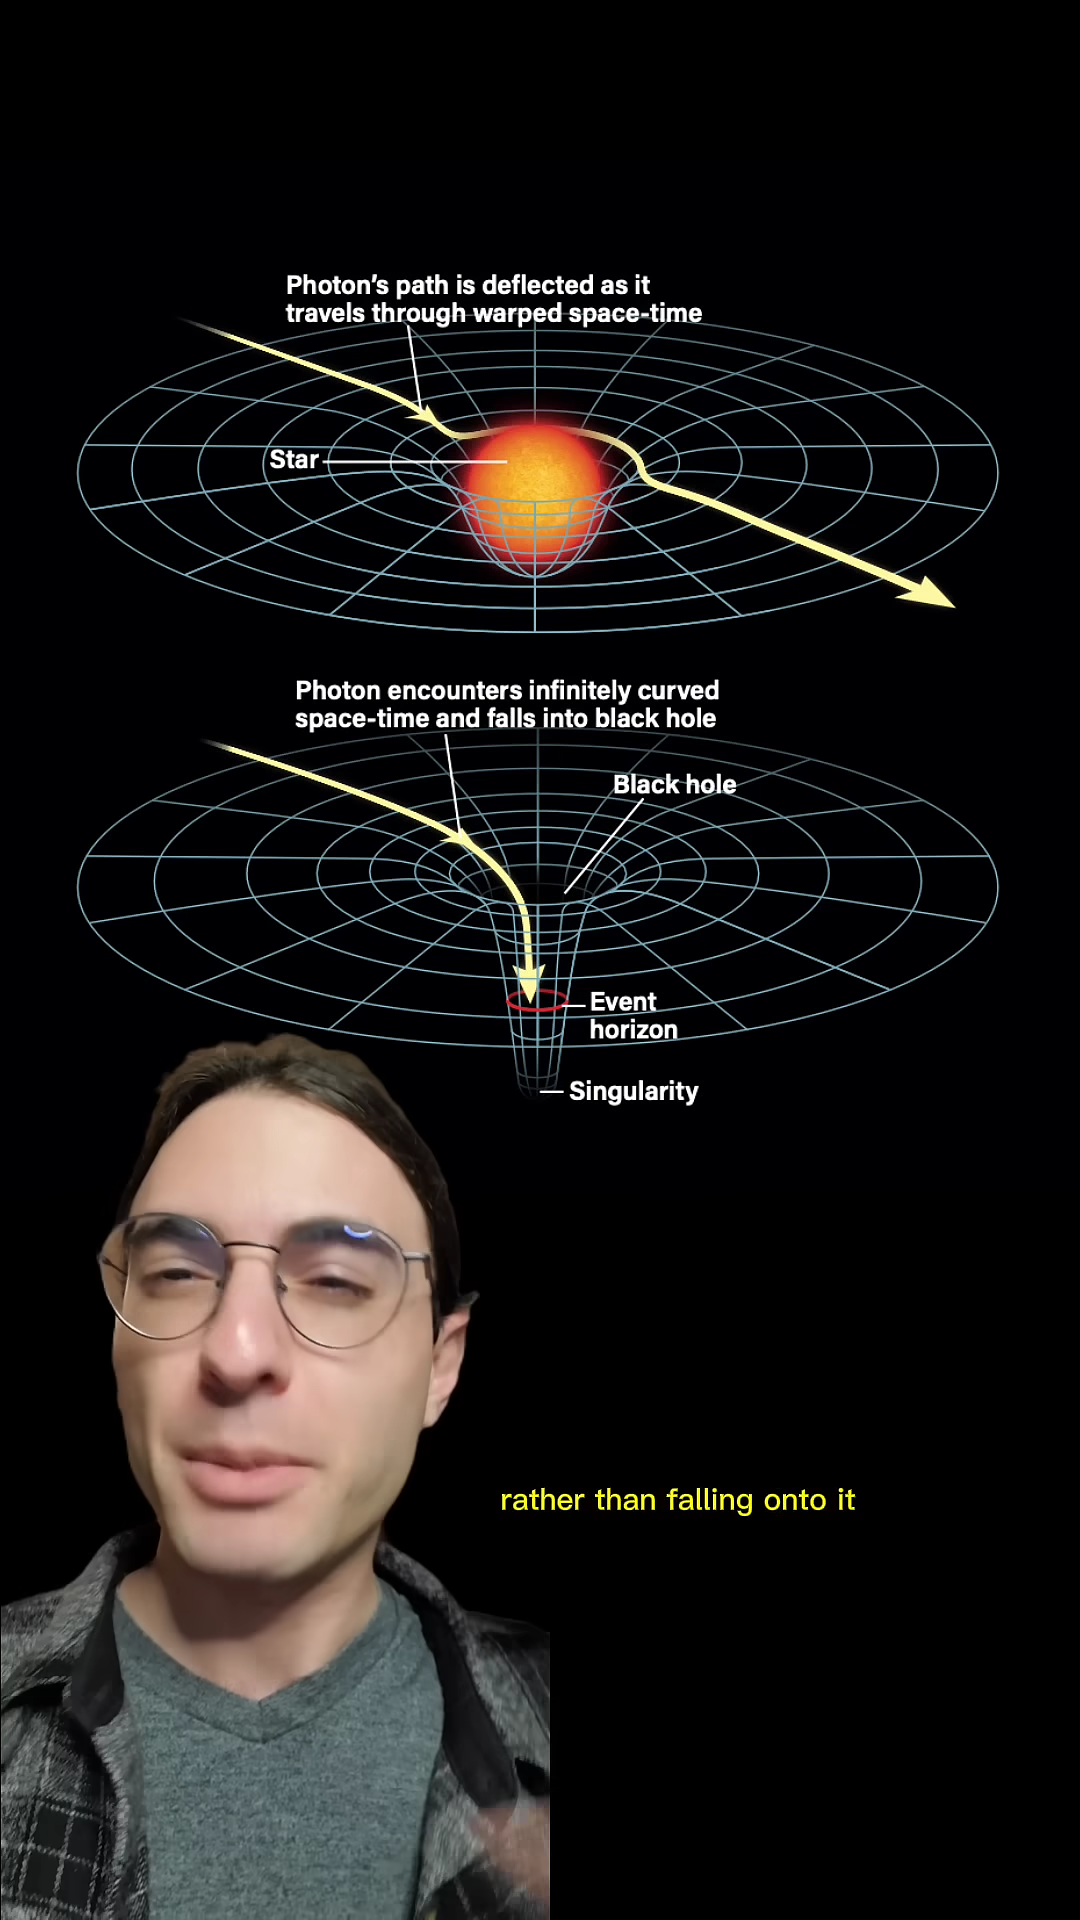 Photon’s path is deflected as it
travels through warped space-time
Star
Photon encounters infinitely curved
space-time and falls into black hole
Black hole
Event
horizon
Singularity
rather than falling onto it